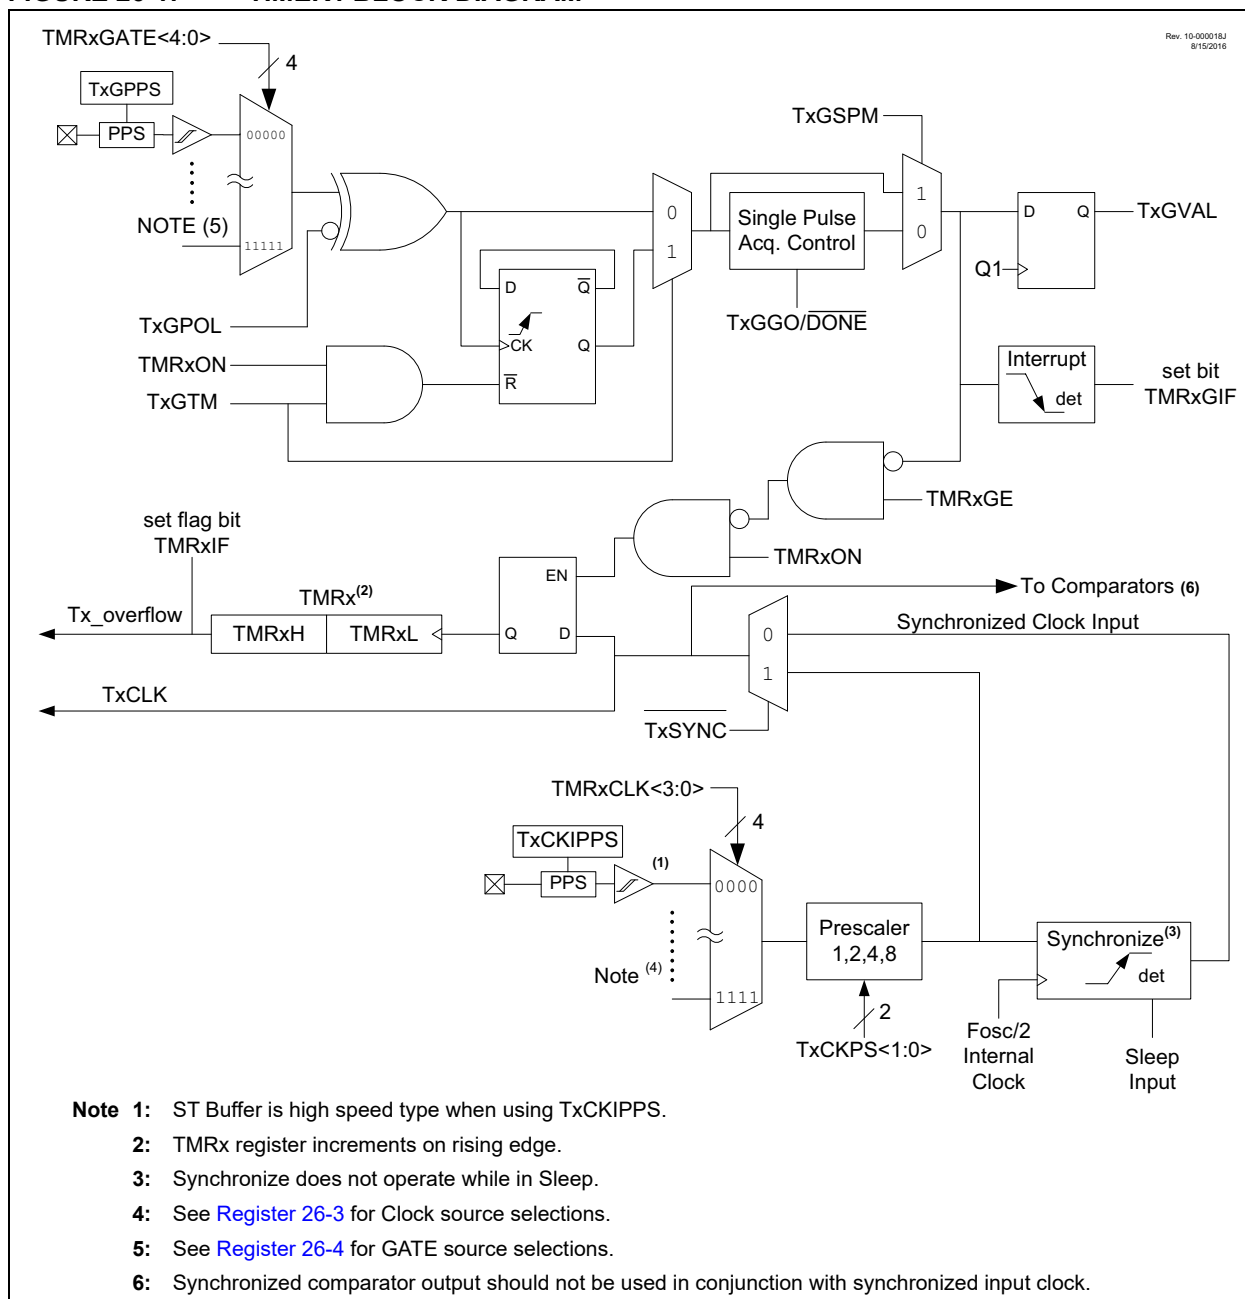 TMRxGATE<4:0>
4
Rev. 10-000018J
8/15/2016
TxGPPS
PPS
00000
NOTE (5)
11111
TxGPOL
TMRxON
TxGTM
D
Q
CK
Q
R
0
1
TxGSPM
Single Pulse
Acq. Control
TxGGO/DONE
1
0
D
Q
Q1
TxGVAL
Interrupt
det
set bit
TMRxGIF
TMRxGE
TMRxON
set flag bit
TMRxIF
Tx_overflow
TMRx(2)
TMRxH
TMRxL
EN
Q
D
To Comparators (6)
0
1
Synchronized Clock Input
TxCLK
TxSYNC
TMRxCLK<3:0>
4
TxCKIPPS
PPS
(1)
0000
Note (4)
1111
Prescaler
1,2,4,8
2
TxCKPS<1:0>
Synchronize(3)
det
Fosc/2
Internal
Clock
Sleep
Input
Note 1: ST Buffer is high speed type when using TxCKIPPS.
2: TMRx register increments on rising edge.
3: Synchronize does not operate while in Sleep.
4: See Register 26-3 for Clock source selections.
5: See Register 26-4 for GATE source selections.
6: Synchronized comparator output should not be used in conjunction with synchronized input clock.